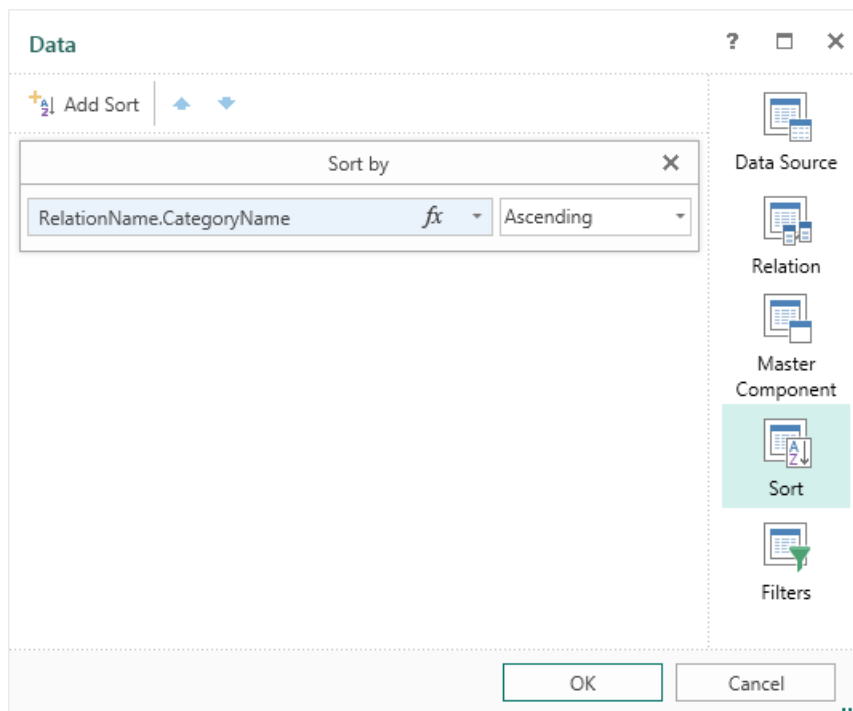 Data
?
Add Sort
Sort by
RelationName.CategoryName fx Ascending
Data Source
Relation
Master
Component
Sort
Filters
OK Cancel